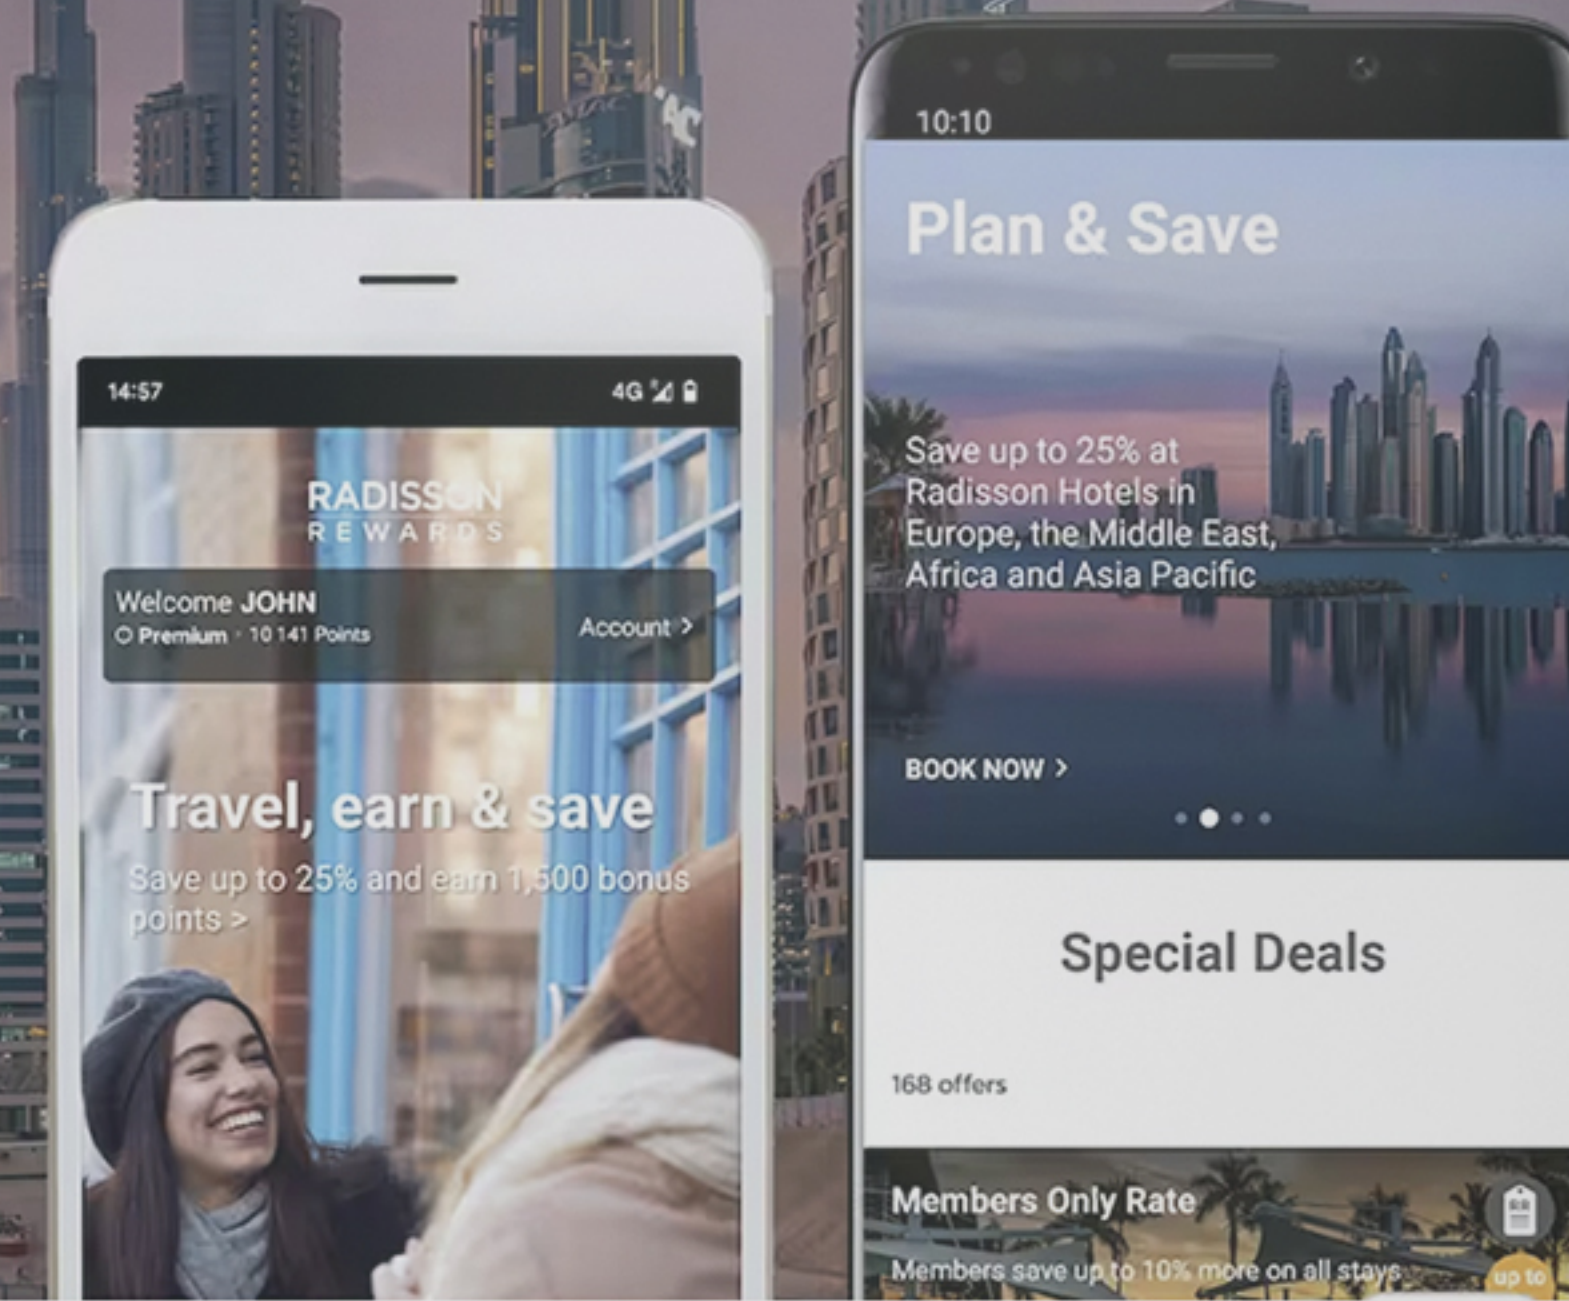 14:57
4G
RADISSON
REWARDS
Welcome JOHN
Account >
Premium · 10 141 Points
Travel, earn & save
Save up to 25% and earn 1,500 bonus
points >
10:10
Plan & Save
Save up to 25% at
Radisson Hotels in
Europe, the Middle East,
Africa and Asia Pacific
BOOK NOW >
Special Deals
168 offers
Members Only Rate
Members save up to 10% more on all stays
up to